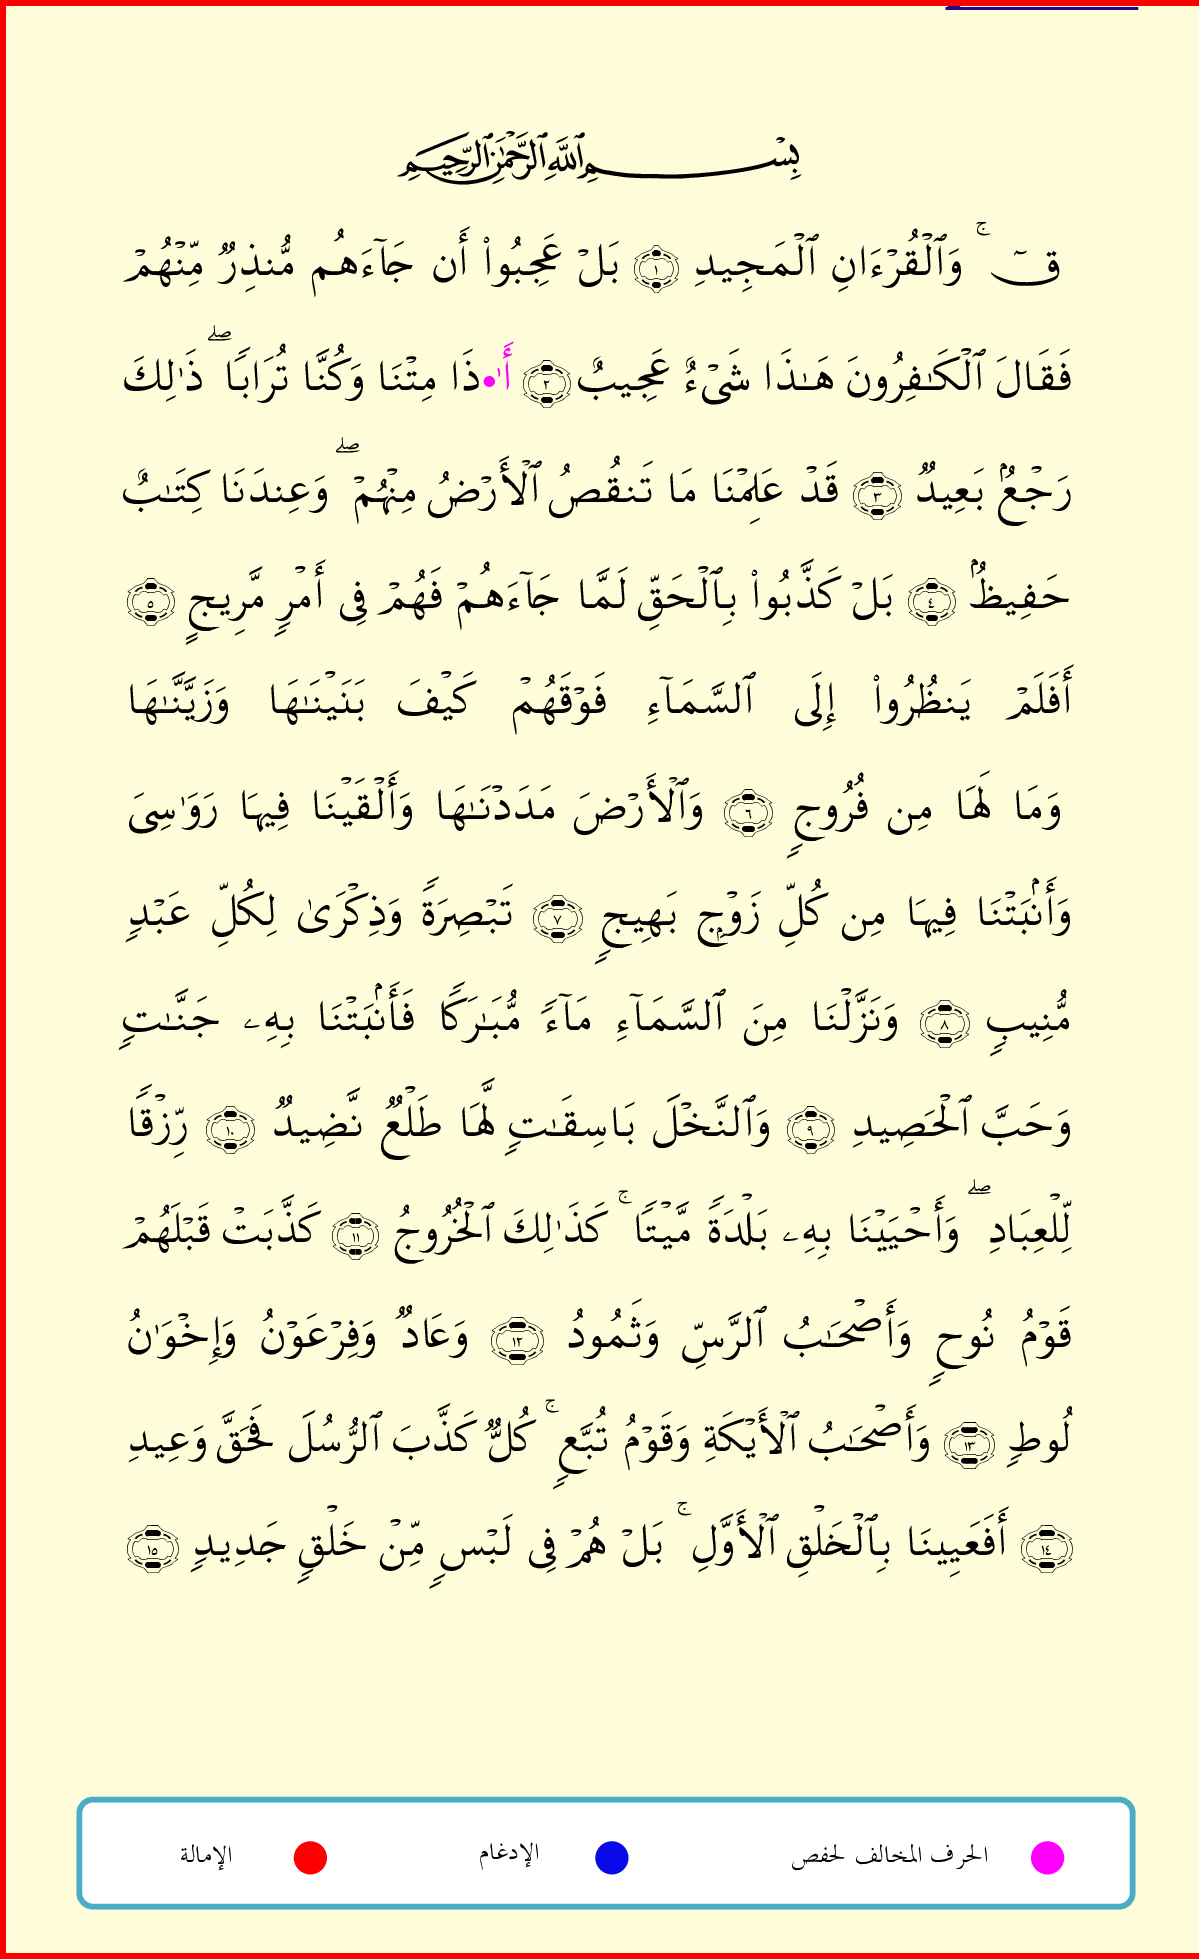 بِسْمِ ٱللَّهِ ٱلرَّحْمَٰنِ ٱلرَّحِيمِ
قٓ ۚ وَٱلْقُرْءَانِ ٱلْمَجِيدِ ١ بَلْ عَجِبُوا۟ أَن جَآءَهُم مُّنذِرٌ مِّنْهُمْ
فَقَالَ ٱلْكَٰفِرُونَ هَٰذَا شَىْءٌ عَجِيبٌ ٢ أَٰ•ذَا مِتْنَا وَكُنَّا تُرَابًا ۖ ذَٰلِكَ
رَجْعٌۢ بَعِيدٌ ٣ قَدْ عَلِمْنَا مَا تَنقُصُ ٱلْأَرْضُ مِنْهُمْ ۖ وَعِندَنَا كِتَٰبٌ
حَفِيظٌۢ ٤ بَلْ كَذَّبُوا۟ بِٱلْحَقِّ لَمَّا جَآءَهُمْ فَهُمْ فِىٓ أَمْرٍ مَّرِيجٍ ٥
أَفَلَمْ يَنظُرُوٓا۟ إِلَى ٱلسَّمَآءِ فَوْقَهُمْ كَيْفَ بَنَيْنَٰهَا وَزَيَّنَّٰهَا
وَمَا لَهَا مِن فُرُوجٍ ٦ وَٱلْأَرْضَ مَدَدْنَٰهَا وَأَلْقَيْنَا فِيهَا رَوَٰسِىَ
وَأَنۢبَتْنَا فِيهَا مِن كُلِّ زَوْجٍۭ بَهِيجٍ ٧ تَبْصِرَةً وَذِكْرَىٰ لِكُلِّ عَبْدٍ
مُّنِيبٍ ٨ وَنَزَّلْنَا مِنَ ٱلسَّمَآءِ مَآءً مُّبَٰرَكًا فَأَنۢبَتْنَا بِهِۦ جَنَّٰتٍ
وَحَبَّ ٱلْحَصِيدِ ٩ وَٱلنَّخْلَ بَاسِقَٰتٍ لَّهَا طَلْعٌ نَّضِيدٌ ١٠ رِّزْقًا
لِّلْعِبَادِ ۖ وَأَحْيَيْنَا بِهِۦ بَلْدَةً مَّيْتًا ۚ كَذَٰلِكَ ٱلْخُرُوجُ ١١ كَذَّبَتْ قَبْلَهُمْ
قَوْمُ نُوحٍ وَأَصْحَٰبُ ٱلرَّسِّ وَثَمُودُ ١٢ وَعَادٌ وَفِرْعَوْنُ وَإِخْوَٰنُ
لُوطٍ ١٣ وَأَصْحَٰبُ ٱلْأَيْكَةِ وَقَوْمُ تُبَّعٍ ۚ كُلٌّ كَذَّبَ ٱلرُّسُلَ فَحَقَّ وَعِيدِ
١٤ أَفَعَيِينَا بِٱلْخَلْقِ ٱلْأَوَّلِ ۚ بَلْ هُمْ فِى لَبْسٍ مِّنْ خَلْقٍ جَدِيدٍ ١٥
الحرف المخالف لحفص الإدغام الإمالة